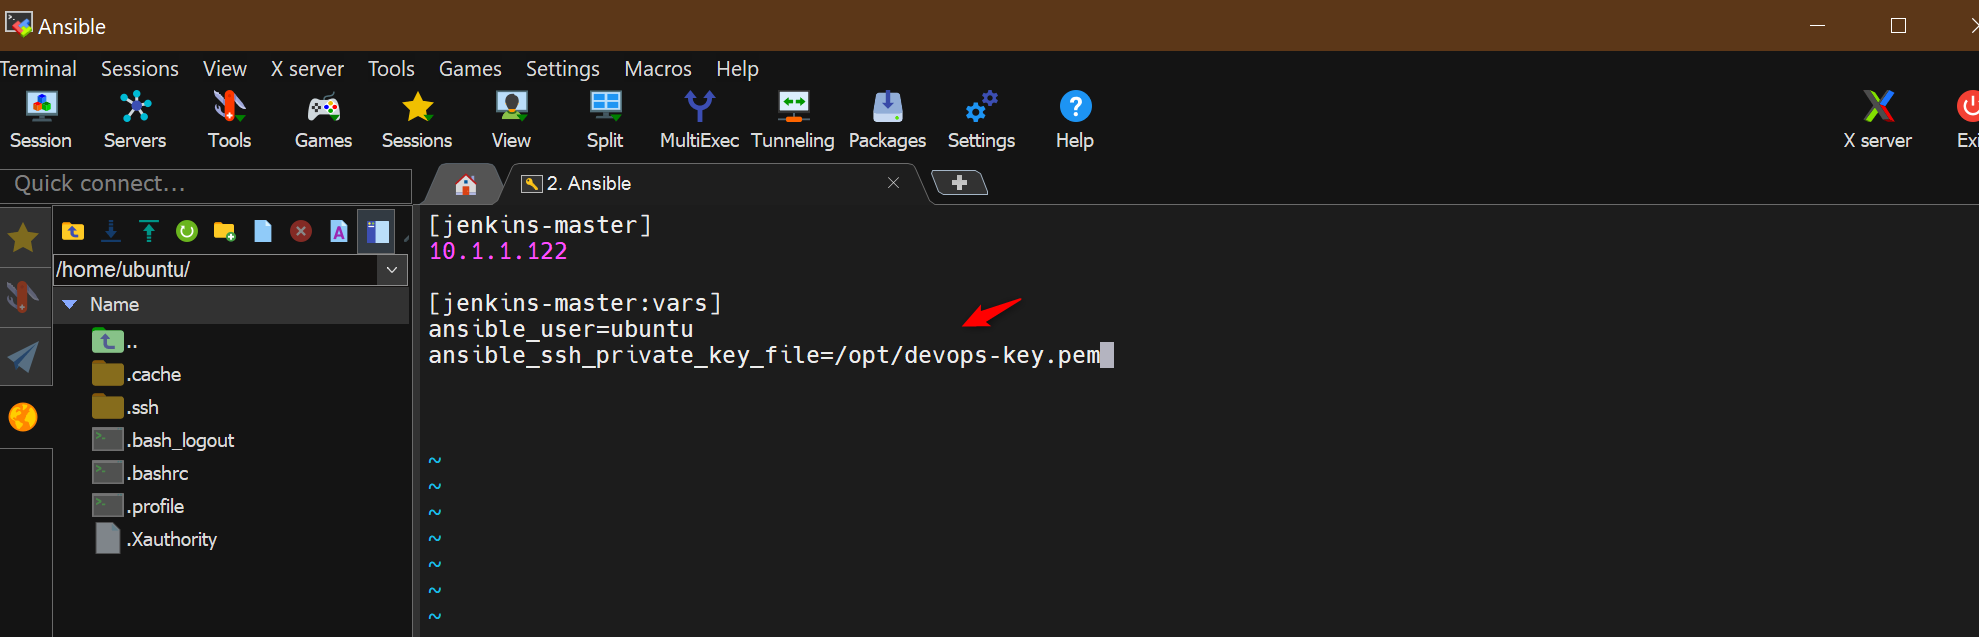 Ansible
Terminal Sessions View X server Tools Games Settings Macros Help
Session Servers Tools Games Sessions View Split MultiExec Tunneling Packages Settings Help X server Exi
Quick connect...
2. Ansible
/home/ubuntu/
Name
..
.cache
.ssh
.bash_logout
.bashrc
.profile
.Xauthority
[jenkins-master]
10.1.1.122
[jenkins-master:vars]
ansible_user=ubuntu
ansible_ssh_private_key_file=/opt/devops-key.pem
~
~
~
~
~
~
~